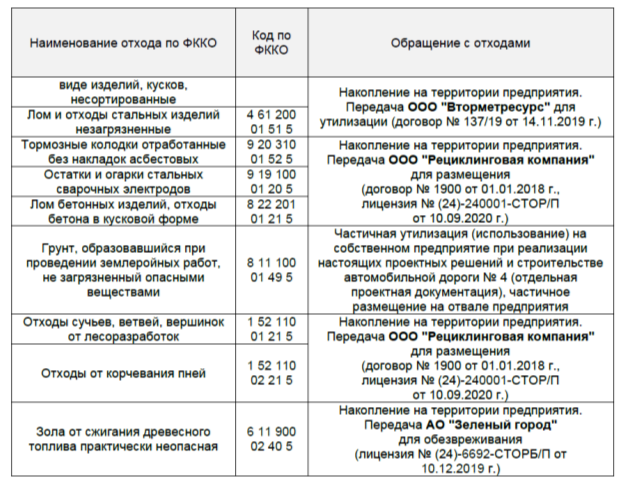 Наименование отхода по ФККО
Код по
ФККО
Обращение с отходами
виде изделий, кусков,
несортированные
Накопление на территории предприятия.
Передача ООО "Вторметресурс" для
утилизации (договор № 137/19 от 14.11.2019 г.)
Лом и отходы стальных изделий
незагрязненные
4 61 200
01 51 5
Тормозные колодки отработанные
без накладок асбестовых
9 20 310
01 52 5
Накопление на территории предприятия.
Передача ООО "Рециклинговая компания"
для размещения
(договор № 1900 от 01.01.2018 г.,
лицензия № (24)-240001-СТОР/П
от 10.09.2020 г.)
Остатки и огарки стальных
сварочных электродов
9 19 100
01 20 5
Лом бетонных изделий, отходы
бетона в кусковой форме
8 22 201
01 21 5
Грунт, образовавшийся при
проведении землеройных работ,
не загрязненный опасными
веществами
8 11 100
01 49 5
Частичная утилизация (использование) на
собственном предприятие при реализации
настоящих проектных решений и строительстве
автомобильной дороги № 4 (отдельная
проектная документация), частичное
размещение на отвале предприятия
Отходы сучьев, ветвей, вершинок
от лесоразработок
1 52 110
01 21 5
Накопление на территории предприятия.
Передача ООО "Рециклинговая компания"
для размещения
(договор № 1900 от 01.01.2018 г.,
лицензия № (24)-240001-СТОР/П
от 10.09.2020 г.)
Отходы от корчевания пней
1 52 110
02 21 5
Зола от сжигания древесного
топлива практически неопасная
6 11 900
02 40 5
Накопление на территории предприятия.
Передача АО "Зеленый город"
для обезвреживания
(лицензия № (24)-6692-СТОРБ/П от
10.12.2019 г.)